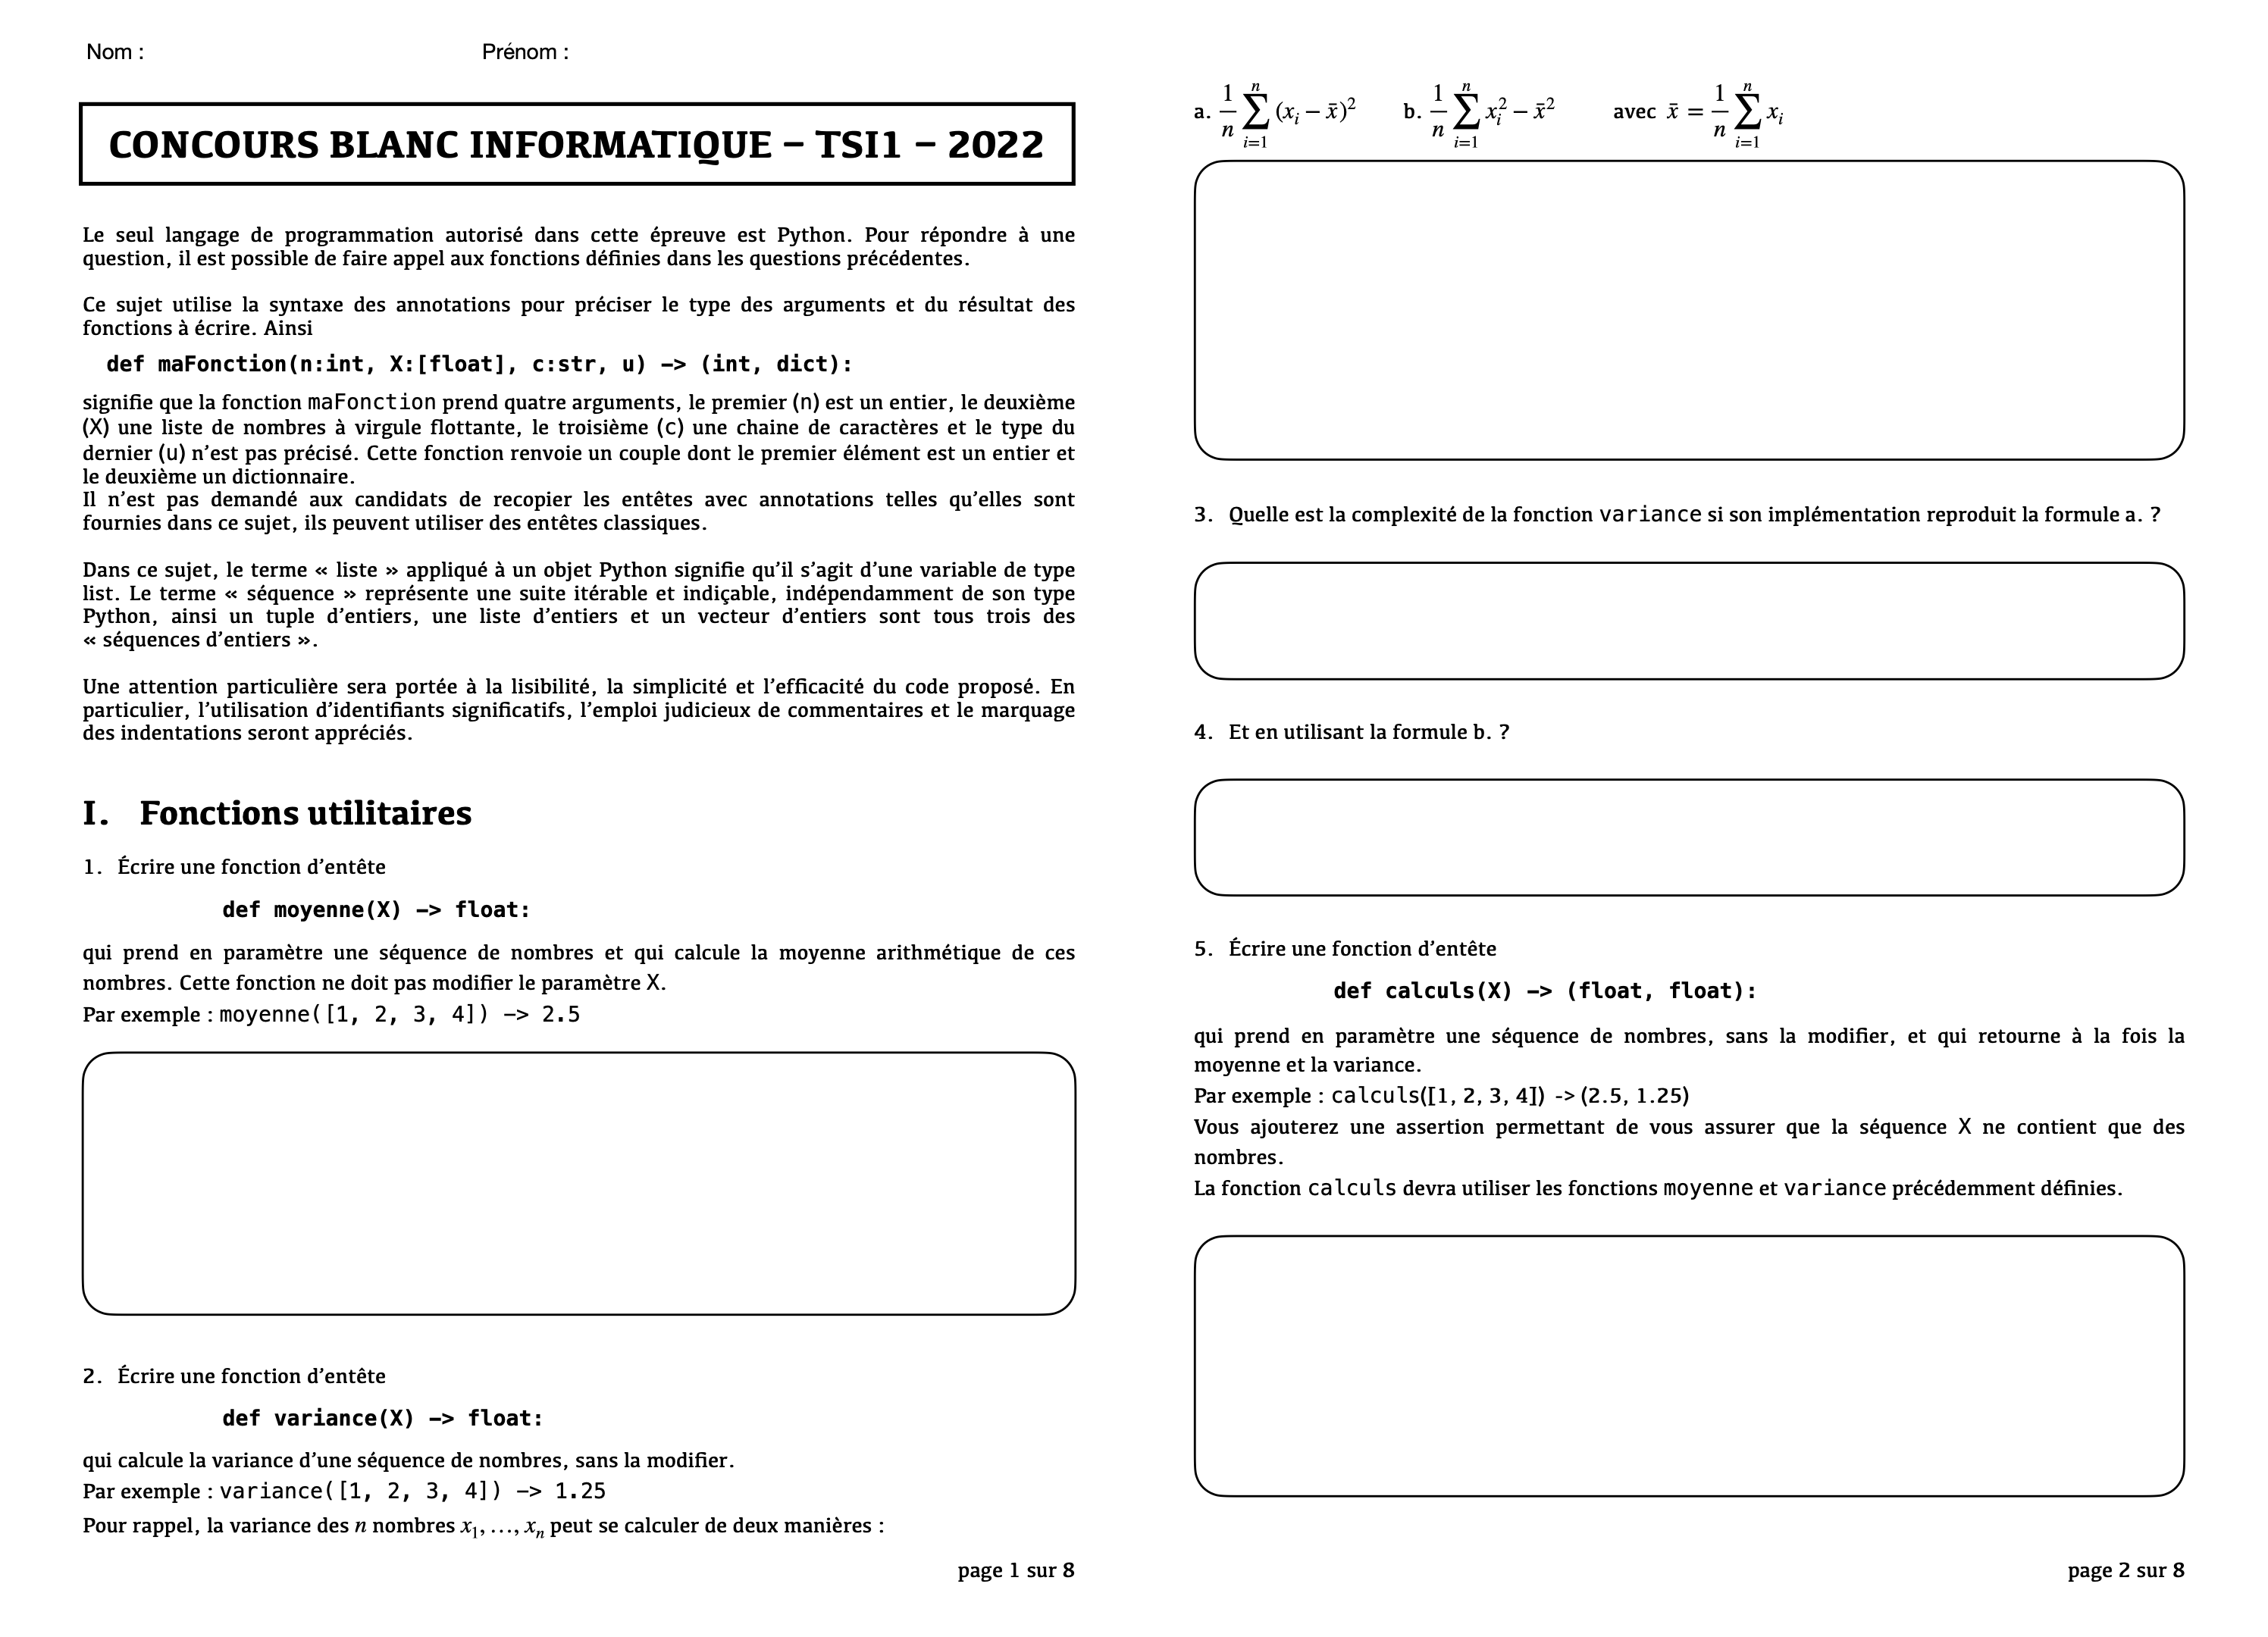 Nom : Prénom :
CONCOURS BLANC INFORMATIQUE – TSI1 – 2022
Le seul langage de programmation autorisé dans cette épreuve est Python. Pour répondre à une
question, il est possible de faire appel aux fonctions définies dans les questions précédentes.
Ce sujet utilise la syntaxe des annotations pour préciser le type des arguments et du résultat des
fonctions à écrire. Ainsi
def maFonction(n:int, X:[float], c:str, u) –> (int, dict):
signifie que la fonction maFonction prend quatre arguments, le premier (n) est un entier, le deuxième
(X) une liste de nombres à virgule flottante, le troisième (c) une chaine de caractères et le type du
dernier (u) n’est pas précisé. Cette fonction renvoie un couple dont le premier élément est un entier et
le deuxième un dictionnaire.
Il n’est pas demandé aux candidats de recopier les entêtes avec annotations telles qu’elles sont
fournies dans ce sujet, ils peuvent utiliser des entêtes classiques.
Dans ce sujet, le terme « liste » appliqué à un objet Python signifie qu’il s’agit d’une variable de type
list. Le terme « séquence » représente une suite itérable et indiçable, indépendamment de son type
Python, ainsi un tuple d’entiers, une liste d’entiers et un vecteur d’entiers sont tous trois des
« séquences d’entiers ».
Une attention particulière sera portée à la lisibilité, la simplicité et l’efficacité du code proposé. En
particulier, l’utilisation d’identifiants significatifs, l’emploi judicieux de commentaires et le marquage
des indentations seront appréciés.
I. Fonctions utilitaires
1. Écrire une fonction d’entête
def moyenne(X) –> float:
qui prend en paramètre une séquence de nombres et qui calcule la moyenne arithmétique de ces
nombres. Cette fonction ne doit pas modifier le paramètre X.
Par exemple : moyenne([1, 2, 3, 4]) –> 2.5
2. Écrire une fonction d’entête
def variance(X) –> float:
qui calcule la variance d’une séquence de nombres, sans la modifier.
Par exemple : variance([1, 2, 3, 4]) –> 1.25
Pour rappel, la variance des n nombres x₁, …, xₙ peut se calculer de deux manières :
page 1 sur 8
a. 1/n ∑_{i=1}^{n} (xᵢ – x̄)² b. 1/n ∑_{i=1}^{n} xᵢ² – x̄² avec x̄ = 1/n ∑_{i=1}^{n} xᵢ
3. Quelle est la complexité de la fonction variance si son implémentation reproduit la formule a. ?
4. Et en utilisant la formule b. ?
5. Écrire une fonction d’entête
def calculs(X) –> (float, float):
qui prend en paramètre une séquence de nombres, sans la modifier, et qui retourne à la fois la
moyenne et la variance.
Par exemple : calculs([1, 2, 3, 4]) -> (2.5, 1.25)
Vous ajouterez une assertion permettant de vous assurer que la séquence X ne contient que des
nombres.
La fonction calculs devra utiliser les fonctions moyenne et variance précédemment définies.
page 2 sur 8